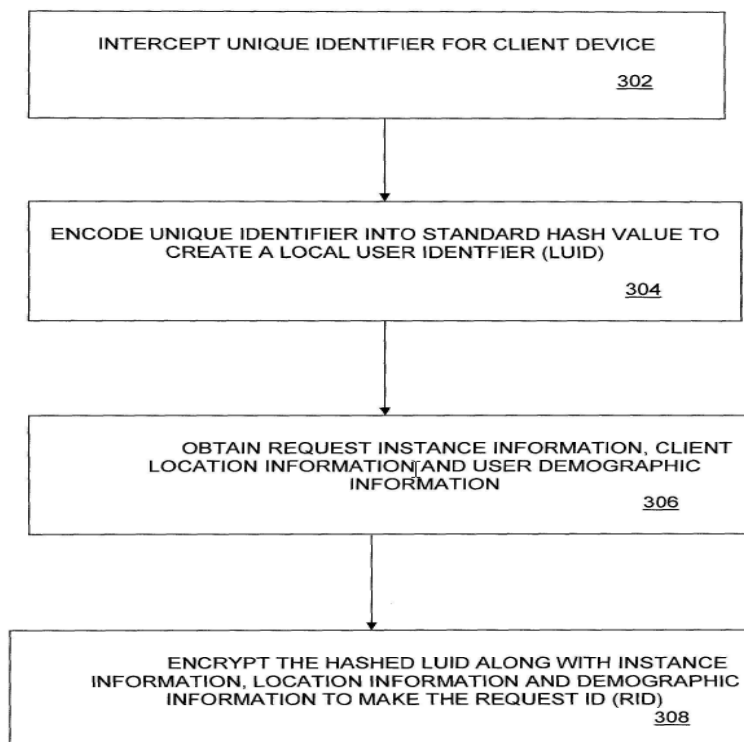 INTERCEPT UNIQUE IDENTIFIER FOR CLIENT DEVICE
302
ENCODE UNIQUE IDENTIFIER INTO STANDARD HASH VALUE TO
CREATE A LOCAL USER IDENTFIER (LUID)
304
OBTAIN REQUEST INSTANCE INFORMATION, CLIENT
LOCATION INFORMATION AND USER DEMOGRAPHIC
INFORMATION
306
ENCRYPT THE HASHED LUID ALONG WITH INSTANCE
INFORMATION, LOCATION INFORMATION AND DEMOGRAPHIC
INFORMATION TO MAKE THE REQUEST ID (RID)
308